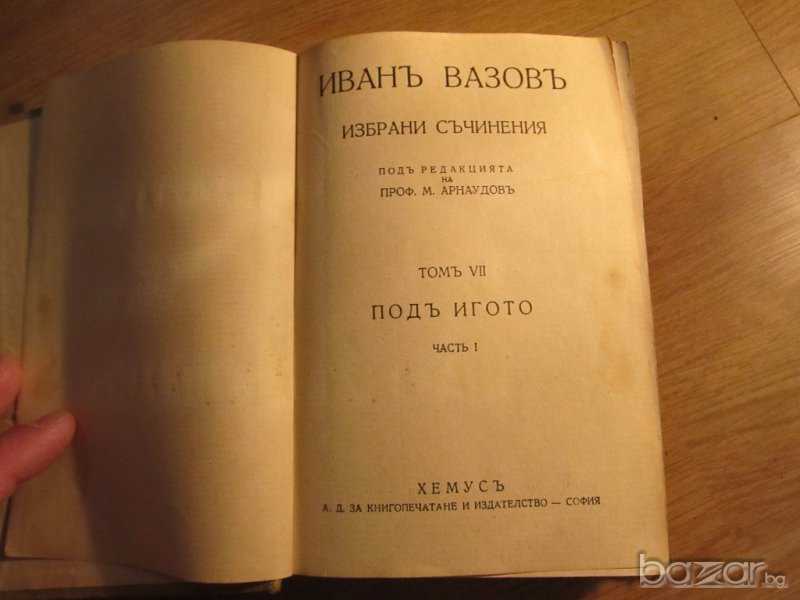 ИВАНЪ ВАЗОВЪ
ИЗБРАНИ СЪЧИНЕНИЯ
ПОДЪ РЕДАКЦИЯТА
НА
ПРОФ. М. АРНАУДОВЪ
ТОМЪ VII
ПОДЪ ИГОТО
ЧАСТЬ I
ХЕМУСЪ
А. Д. ЗА КНИГОПЕЧАТАНЕ И ИЗДАТЕЛСТВО — СОФИЯ
bazar.bg